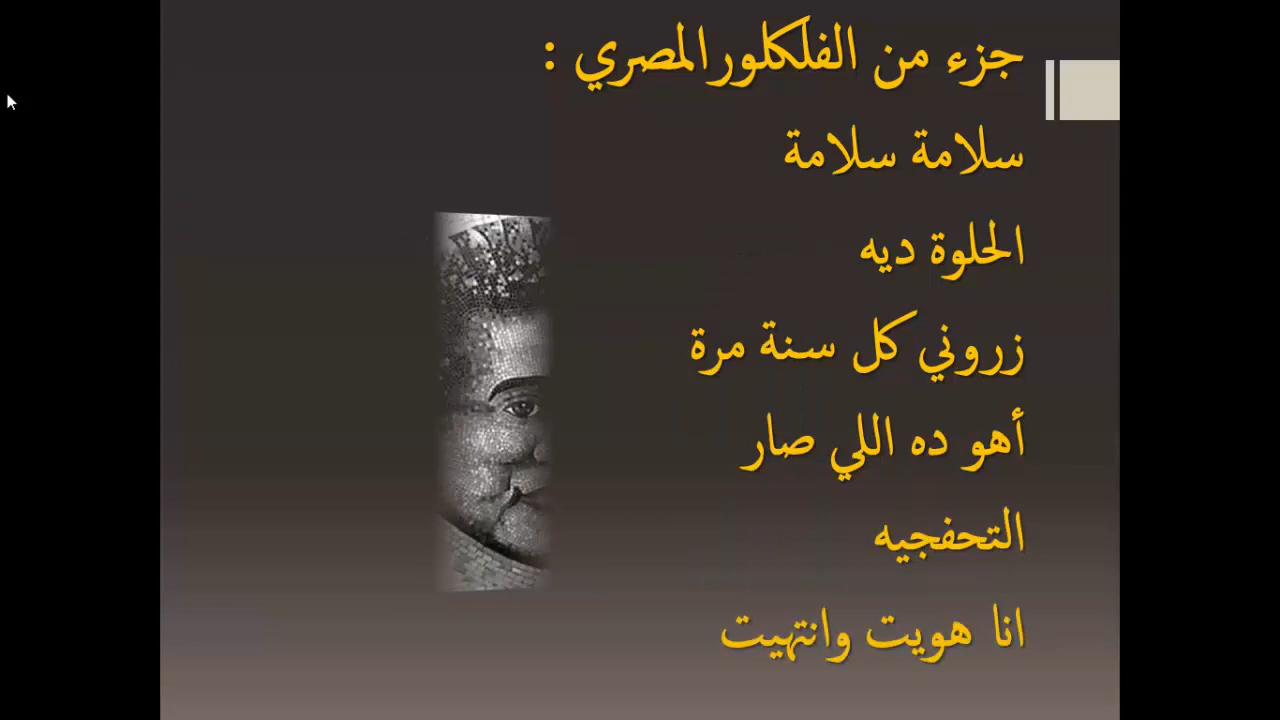 جزء من الفلكلورالمصري :
سلامة سلامة
الحلوة ديه
زروني كل سنة مرة
أهو ده اللي صار
التحفجيه
انا هويت وانتهيت